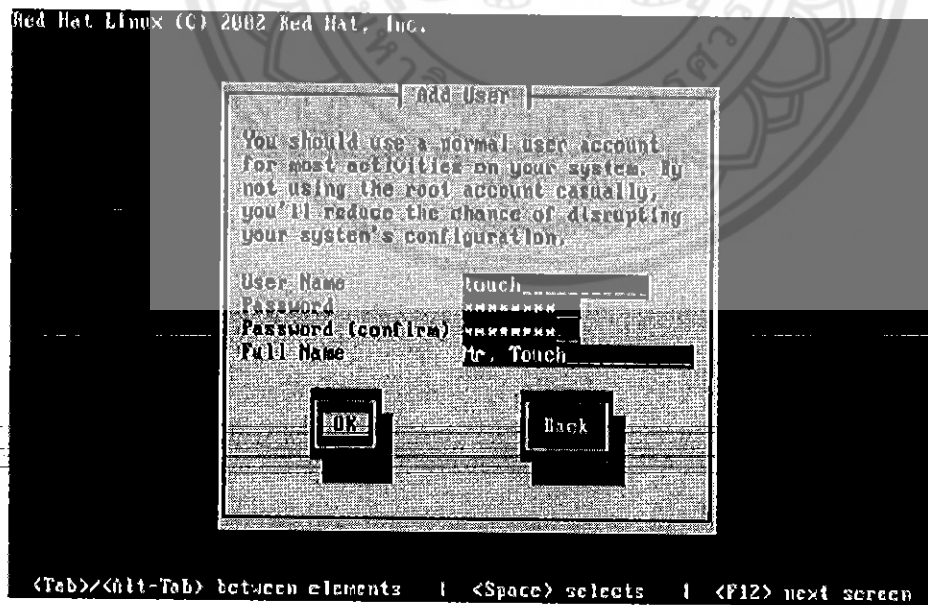 Red Hat Linux (C) 2002 Red Hat, Inc.
Add User
You should use a normal user account
for most activities on your system. By
not using the root account casually,
you'll reduce the chance of disrupting
your system's configuration.
User Name touch
Password ********
Password (confirm) ********
Full Name Mr. Touch
OK Back
<Tab>/<Alt-Tab> between elements | <Space> selects | <F12> next screen